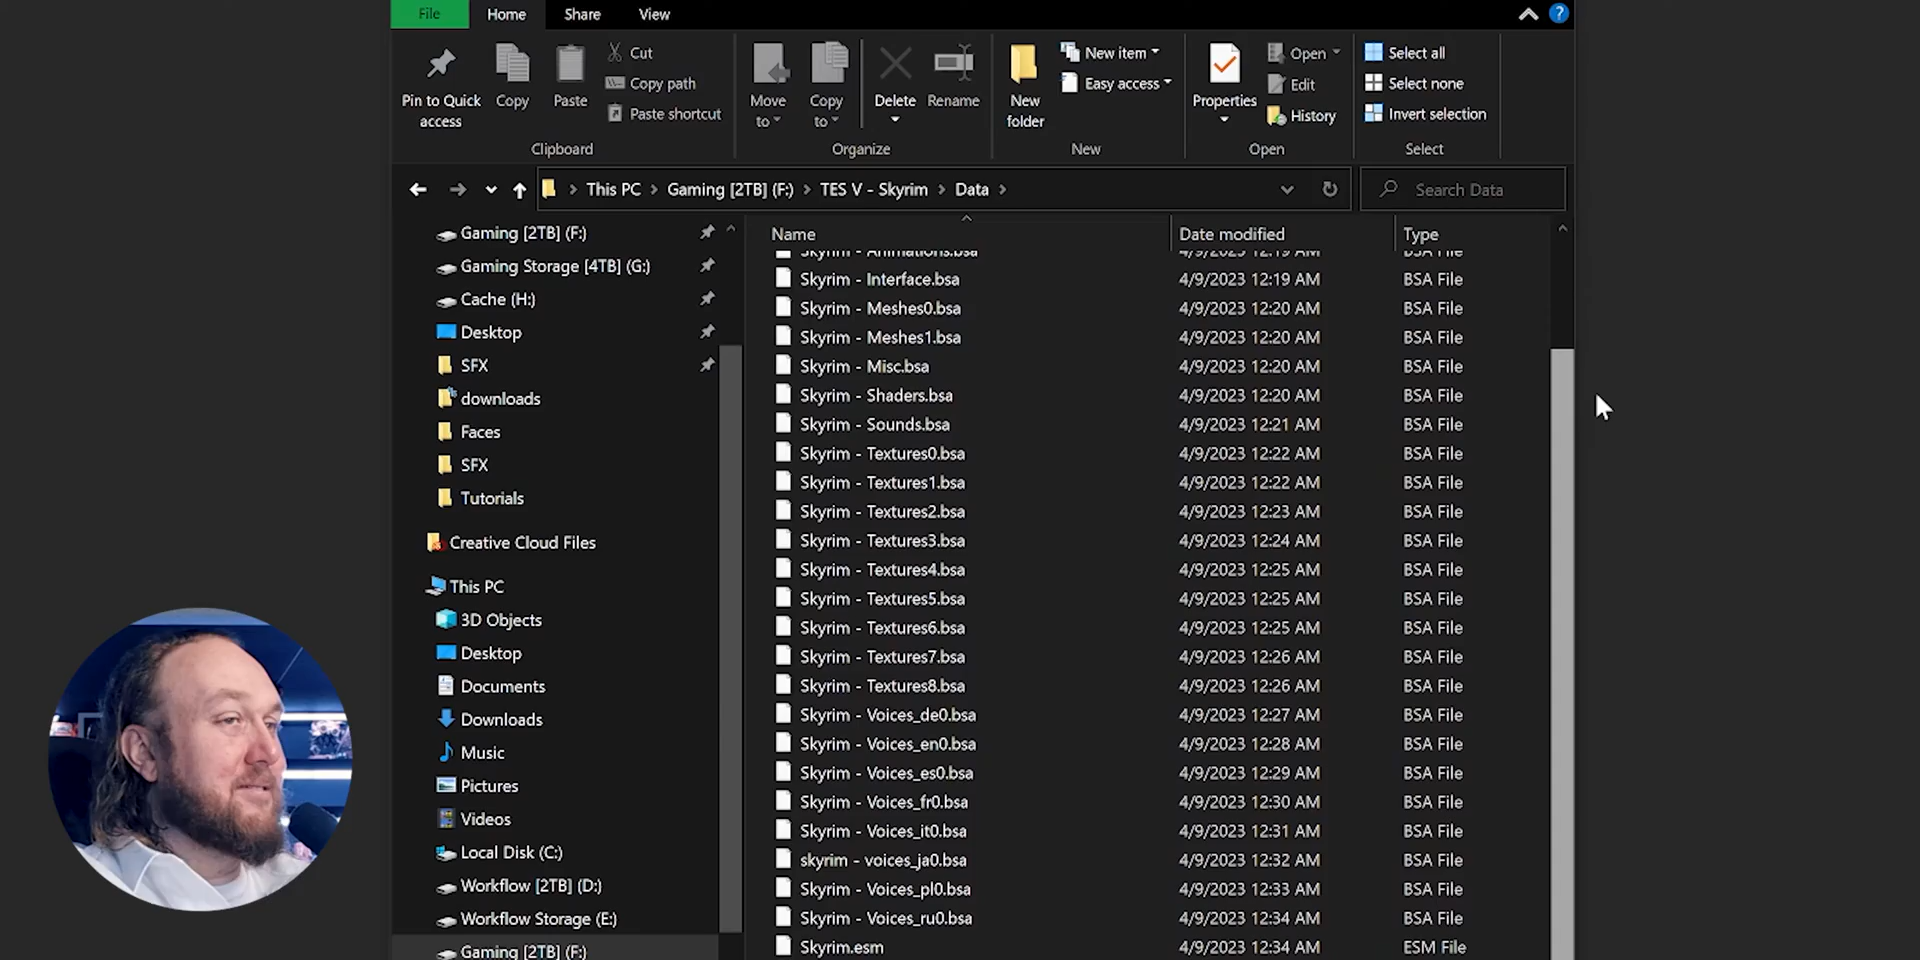 File Home Share View
Pin to Quick access
Copy
Paste
Cut
Copy path
Paste shortcut
Clipboard
Move to
Copy to
Delete
Rename
Organize
New folder
New item
Easy access
New
Properties
Open
Edit
History
Open
Select all
Select none
Invert selection
Select
This PC > Gaming [2TB] (F:) > TES V - Skyrim > Data >
Search Data
Gaming [2TB] (F:)
Gaming Storage [4TB] (G:)
Cache (H:)
Desktop
SFX
downloads
Faces
SFX
Tutorials
Creative Cloud Files
This PC
3D Objects
Desktop
Documents
Downloads
Music
Pictures
Videos
Local Disk (C:)
Workflow [2TB] (D:)
Workflow Storage (E:)
Gaming [2TB] (F:)
Name Date modified Type
Skyrim - Animations.bsa 4/9/2023 12:19 AM BSA File
Skyrim - Interface.bsa 4/9/2023 12:19 AM BSA File
Skyrim - Meshes0.bsa 4/9/2023 12:20 AM BSA File
Skyrim - Meshes1.bsa 4/9/2023 12:20 AM BSA File
Skyrim - Misc.bsa 4/9/2023 12:20 AM BSA File
Skyrim - Shaders.bsa 4/9/2023 12:20 AM BSA File
Skyrim - Sounds.bsa 4/9/2023 12:21 AM BSA File
Skyrim - Textures0.bsa 4/9/2023 12:22 AM BSA File
Skyrim - Textures1.bsa 4/9/2023 12:22 AM BSA File
Skyrim - Textures2.bsa 4/9/2023 12:23 AM BSA File
Skyrim - Textures3.bsa 4/9/2023 12:24 AM BSA File
Skyrim - Textures4.bsa 4/9/2023 12:25 AM BSA File
Skyrim - Textures5.bsa 4/9/2023 12:25 AM BSA File
Skyrim - Textures6.bsa 4/9/2023 12:25 AM BSA File
Skyrim - Textures7.bsa 4/9/2023 12:26 AM BSA File
Skyrim - Textures8.bsa 4/9/2023 12:26 AM BSA File
Skyrim - Voices_de0.bsa 4/9/2023 12:27 AM BSA File
Skyrim - Voices_en0.bsa 4/9/2023 12:28 AM BSA File
Skyrim - Voices_es0.bsa 4/9/2023 12:29 AM BSA File
Skyrim - Voices_fr0.bsa 4/9/2023 12:30 AM BSA File
Skyrim - Voices_it0.bsa 4/9/2023 12:31 AM BSA File
skyrim - voices_ja0.bsa 4/9/2023 12:32 AM BSA File
Skyrim - Voices_pl0.bsa 4/9/2023 12:33 AM BSA File
Skyrim - Voices_ru0.bsa 4/9/2023 12:34 AM BSA File
Skyrim.esm 4/9/2023 12:34 AM ESM File